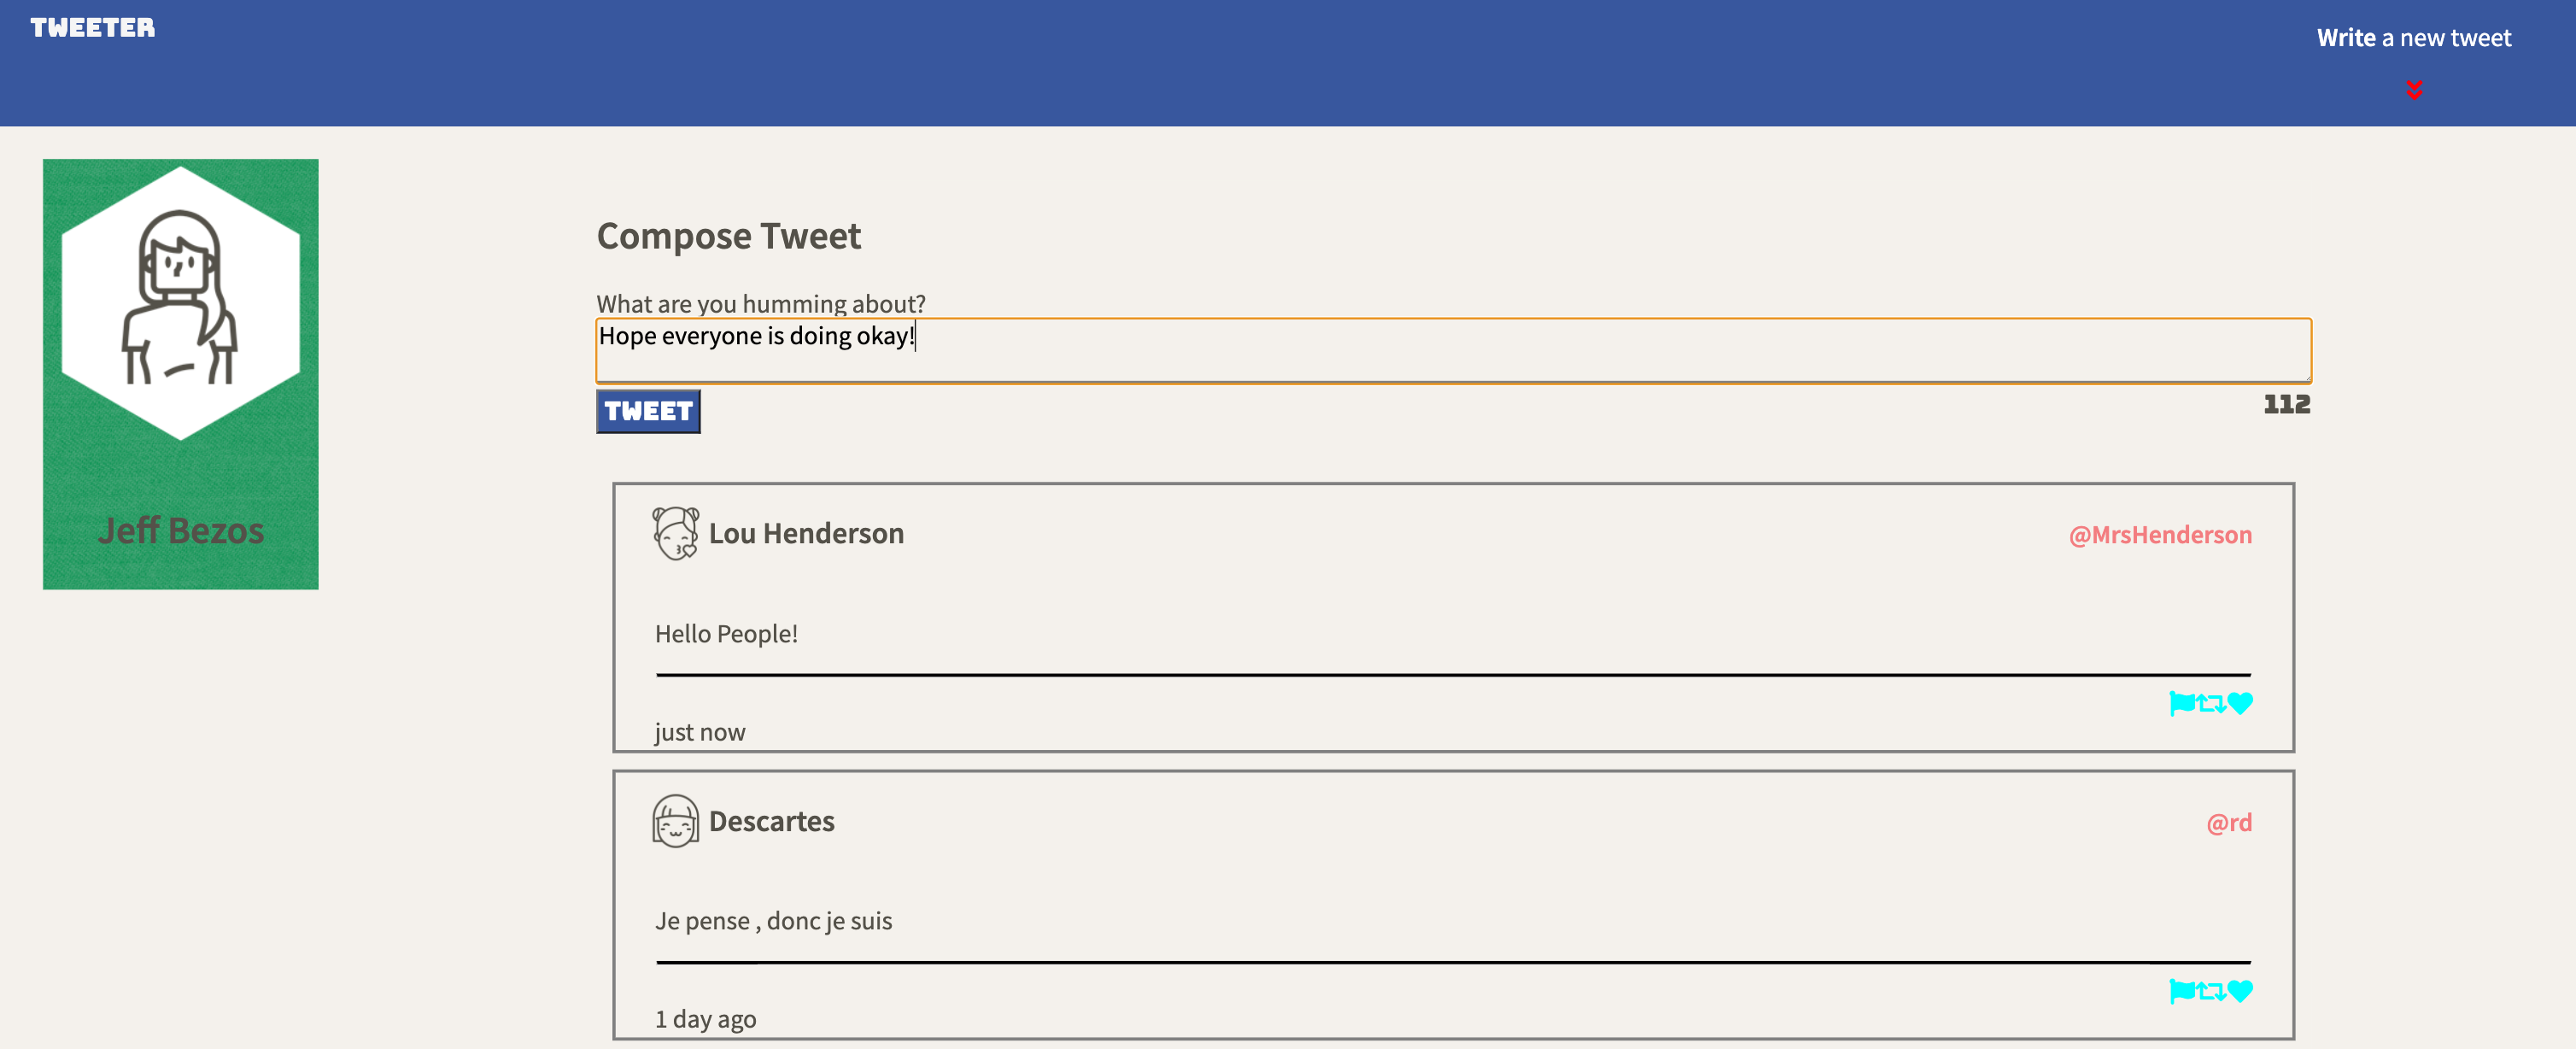 TWEETER
Write a new tweet
Jeff Bezos
Compose Tweet
What are you humming about?
Hope everyone is doing okay!
TWEET
112
Lou Henderson
@MrsHenderson
Hello People!
just now
Descartes
@rd
Je pense , donc je suis
1 day ago